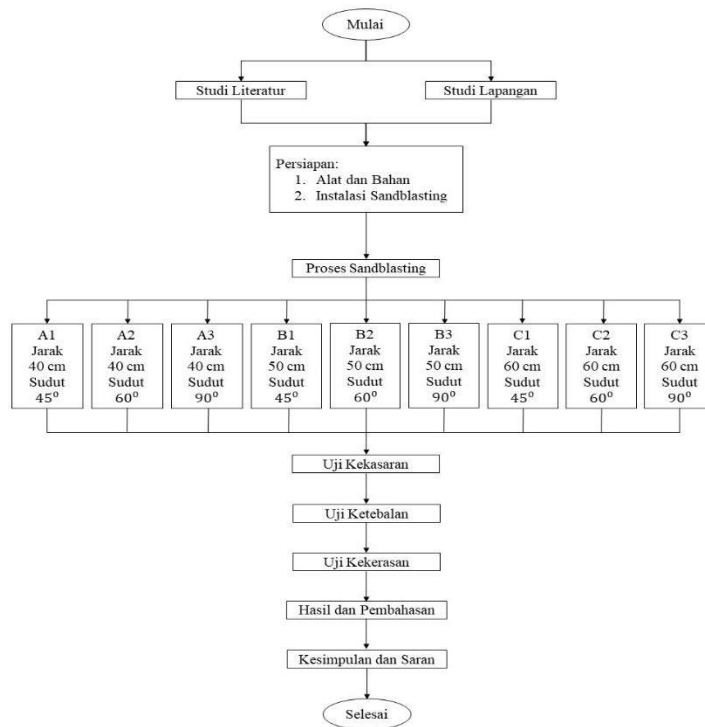 Mulai
Studi Literatur
Studi Lapangan
Persiapan:
1. Alat dan Bahan
2. Instalasi Sandblasting
Proses Sandblasting
A1
Jarak
40 cm
Sudut
45°
A2
Jarak
40 cm
Sudut
60°
A3
Jarak
40 cm
Sudut
90°
B1
Jarak
50 cm
Sudut
45°
B2
Jarak
50 cm
Sudut
60°
B3
Jarak
50 cm
Sudut
90°
C1
Jarak
60 cm
Sudut
45°
C2
Jarak
60 cm
Sudut
60°
C3
Jarak
60 cm
Sudut
90°
Uji Kekasaran
Uji Ketebalan
Uji Kekerasan
Hasil dan Pembahasan
Kesimpulan dan Saran
Selesai